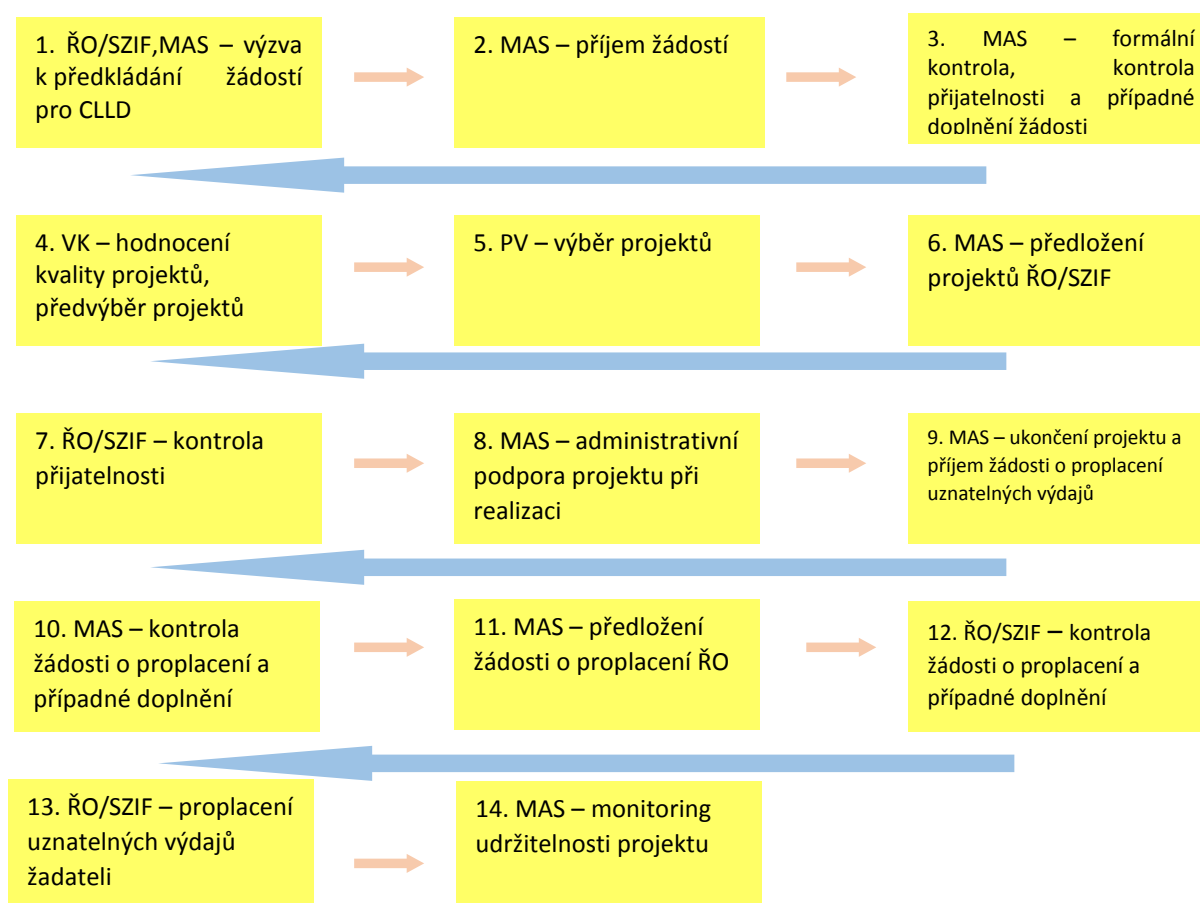 1. ŘO/SZIF,MAS – výzva
k předkládání žádostí
pro CLLD
2. MAS – příjem žádostí
3. MAS – formální
kontrola, kontrola
přijatelnosti a případné
doplnění žádosti
4. VK – hodnocení
kvality projektů,
předvýběr projektů
5. PV – výběr projektů
6. MAS – předložení
projektů ŘO/SZIF
7. ŘO/SZIF – kontrola
přijatelnosti
8. MAS – administrativní
podpora projektu při
realizaci
9. MAS – ukončení projektu a
příjem žádosti o proplacení
uznatelných výdajů
10. MAS – kontrola
žádosti o proplacení a
případné doplnění
11. MAS – předložení
žádosti o proplacení ŘO
12. ŘO/SZIF – kontrola
žádosti o proplacení a
případné doplnění
13. ŘO/SZIF – proplacení
uznatelných výdajů
žadateli
14. MAS – monitoring
udržitelnosti projektu